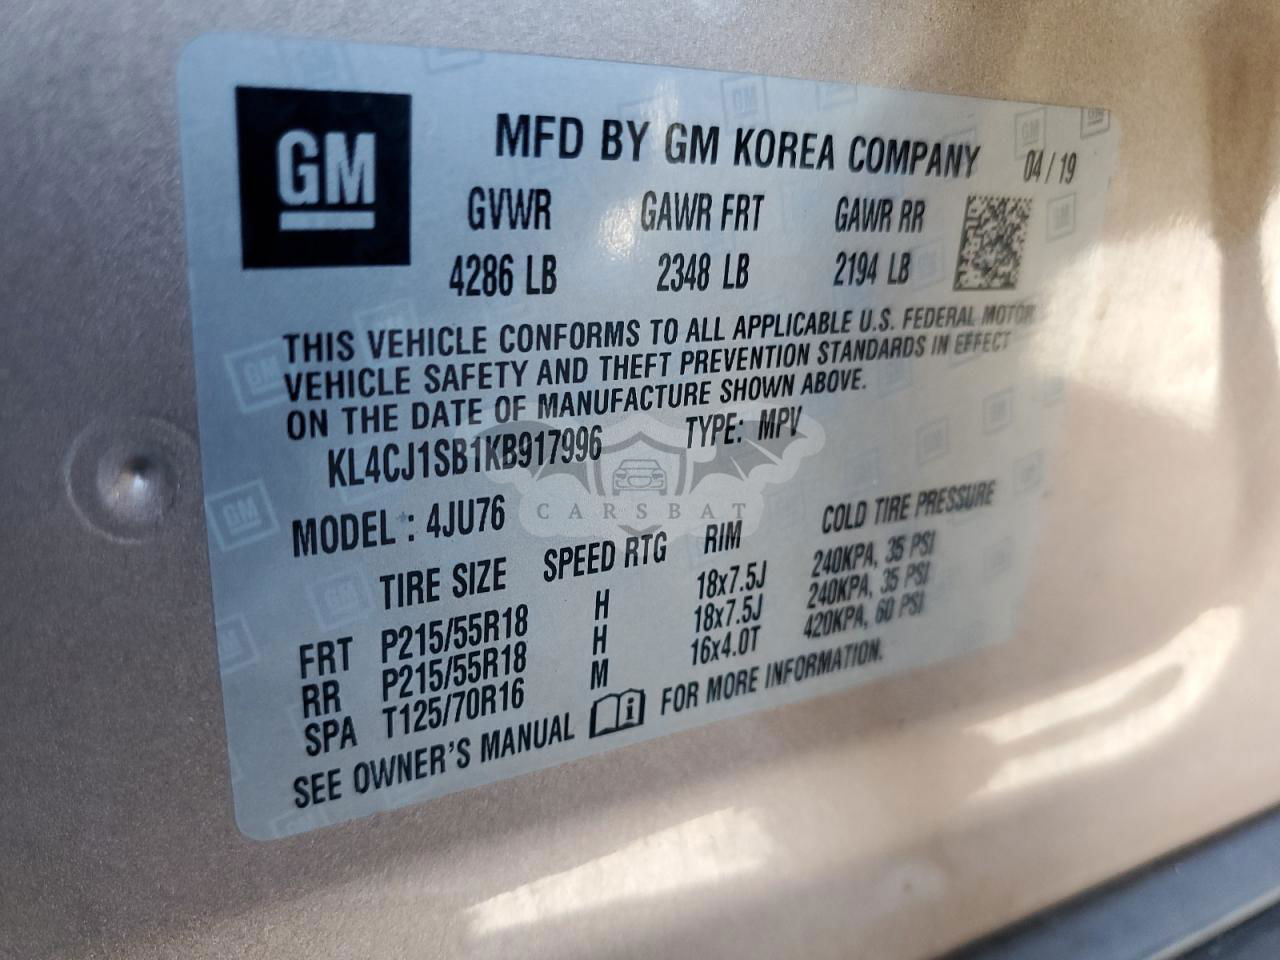 GM
MFD BY GM KOREA COMPANY 04/19
GVWR GAWR FRT GAWR RR
4286 LB 2348 LB 2194 LB
THIS VEHICLE CONFORMS TO ALL APPLICABLE U.S. FEDERAL MOTOR
VEHICLE SAFETY AND THEFT PREVENTION STANDARDS IN EFFECT
ON THE DATE OF MANUFACTURE SHOWN ABOVE.
KL4CJ1SB1KB917996 TYPE: MPV
CARSBAT
MODEL : 4JU76
TIRE SIZE SPEED RTG RIM COLD TIRE PRESSURE
FRT P215/55R18 H 18x7.5J 240KPA, 35 PSI
RR P215/55R18 H 18x7.5J 240KPA, 35 PSI
SPA T125/70R16 M 16x4.0T 420KPA, 60 PSI
SEE OWNER'S MANUAL FOR MORE INFORMATION.